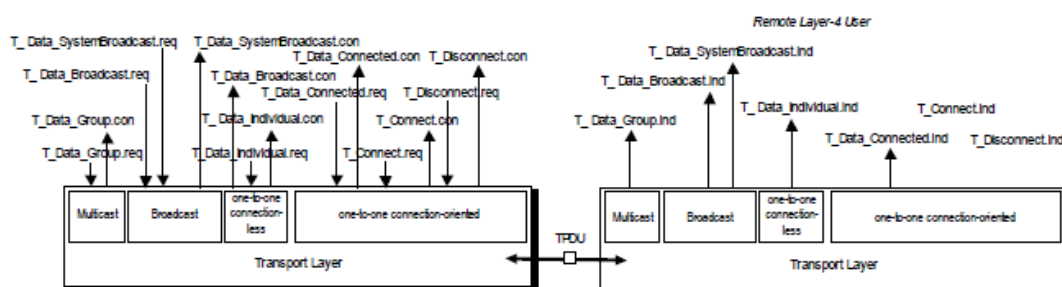 Remote Layer-4 User
T_Data_SystemBroadcast.req
T_Data_SystemBroadcast.con
T_Data_Connected.con
T_Disconnect.con
T_Data_SystemBroadcast.ind
T_Data_Broadcast.req
T_Data_Broadcast.con
T_Data_Connected.req
T_Disconnect.req
T_Data_Broadcast.ind
T_Data_Group.con
T_Data_Individual.con
T_Connect.con
T_Data_Group.ind
T_Data_Individual.ind
T_Connect.ind
T_Data_Group.req
T_Data_Individual.req
T_Connect.req
T_Data_Connected.ind
T_Disconnect.ind
Multicast
Broadcast
one-to-one
connection-
less
one-to-one connection-oriented
Multicast
Broadcast
one-to-one
connection-
less
one-to-one connection-oriented
TPDU
Transport Layer
Transport Layer